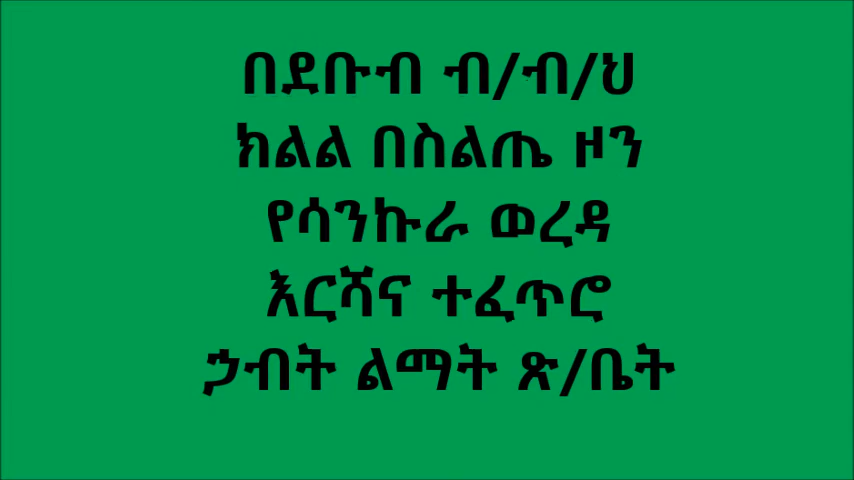 በደቡብ ብ/ብ/ህ
ክልል በስልጤ ዞን
የሳንኩራ ወረዳ
እርሻና ተፈጥሮ
ኃብት ልማት ጽ/ቤት